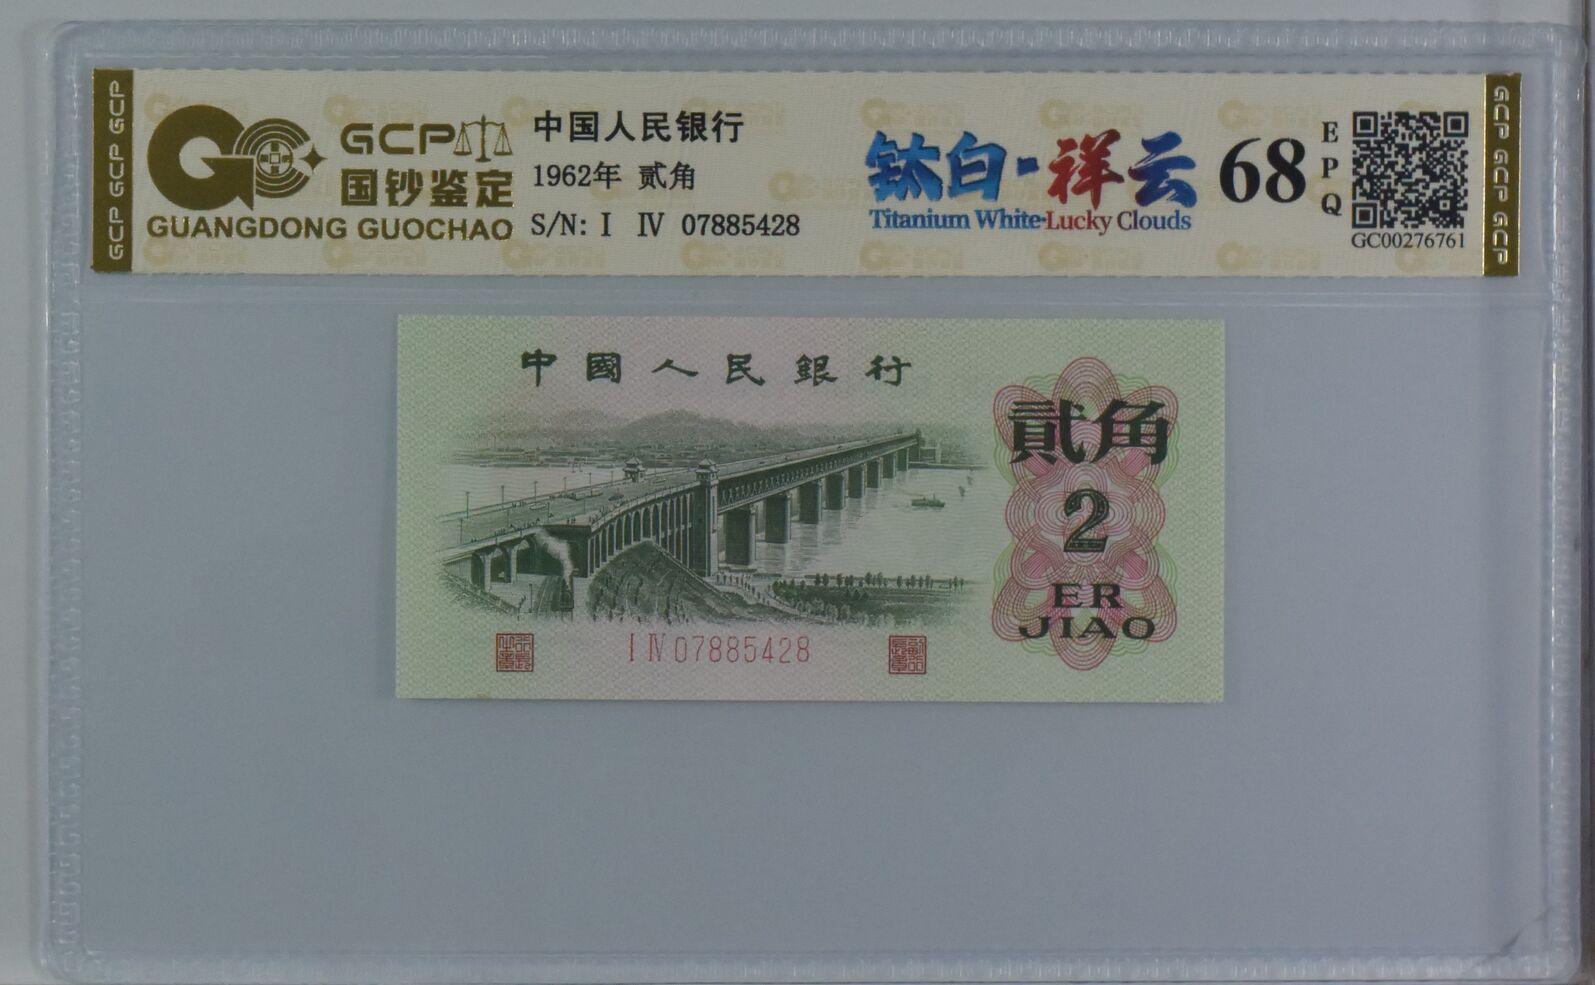 GCP GCP GCP
GCP
国钞鉴定
GUANGDONG GUOCHAO
中国人民银行
1962年 贰角
S/N: I IV 07885428
钛白-祥云
Titanium White-Lucky Clouds
68
EPQ
GC00276761
GCP GCP GCP
中國人民銀行
貳角
2
ER
JIAO
I IV 07885428